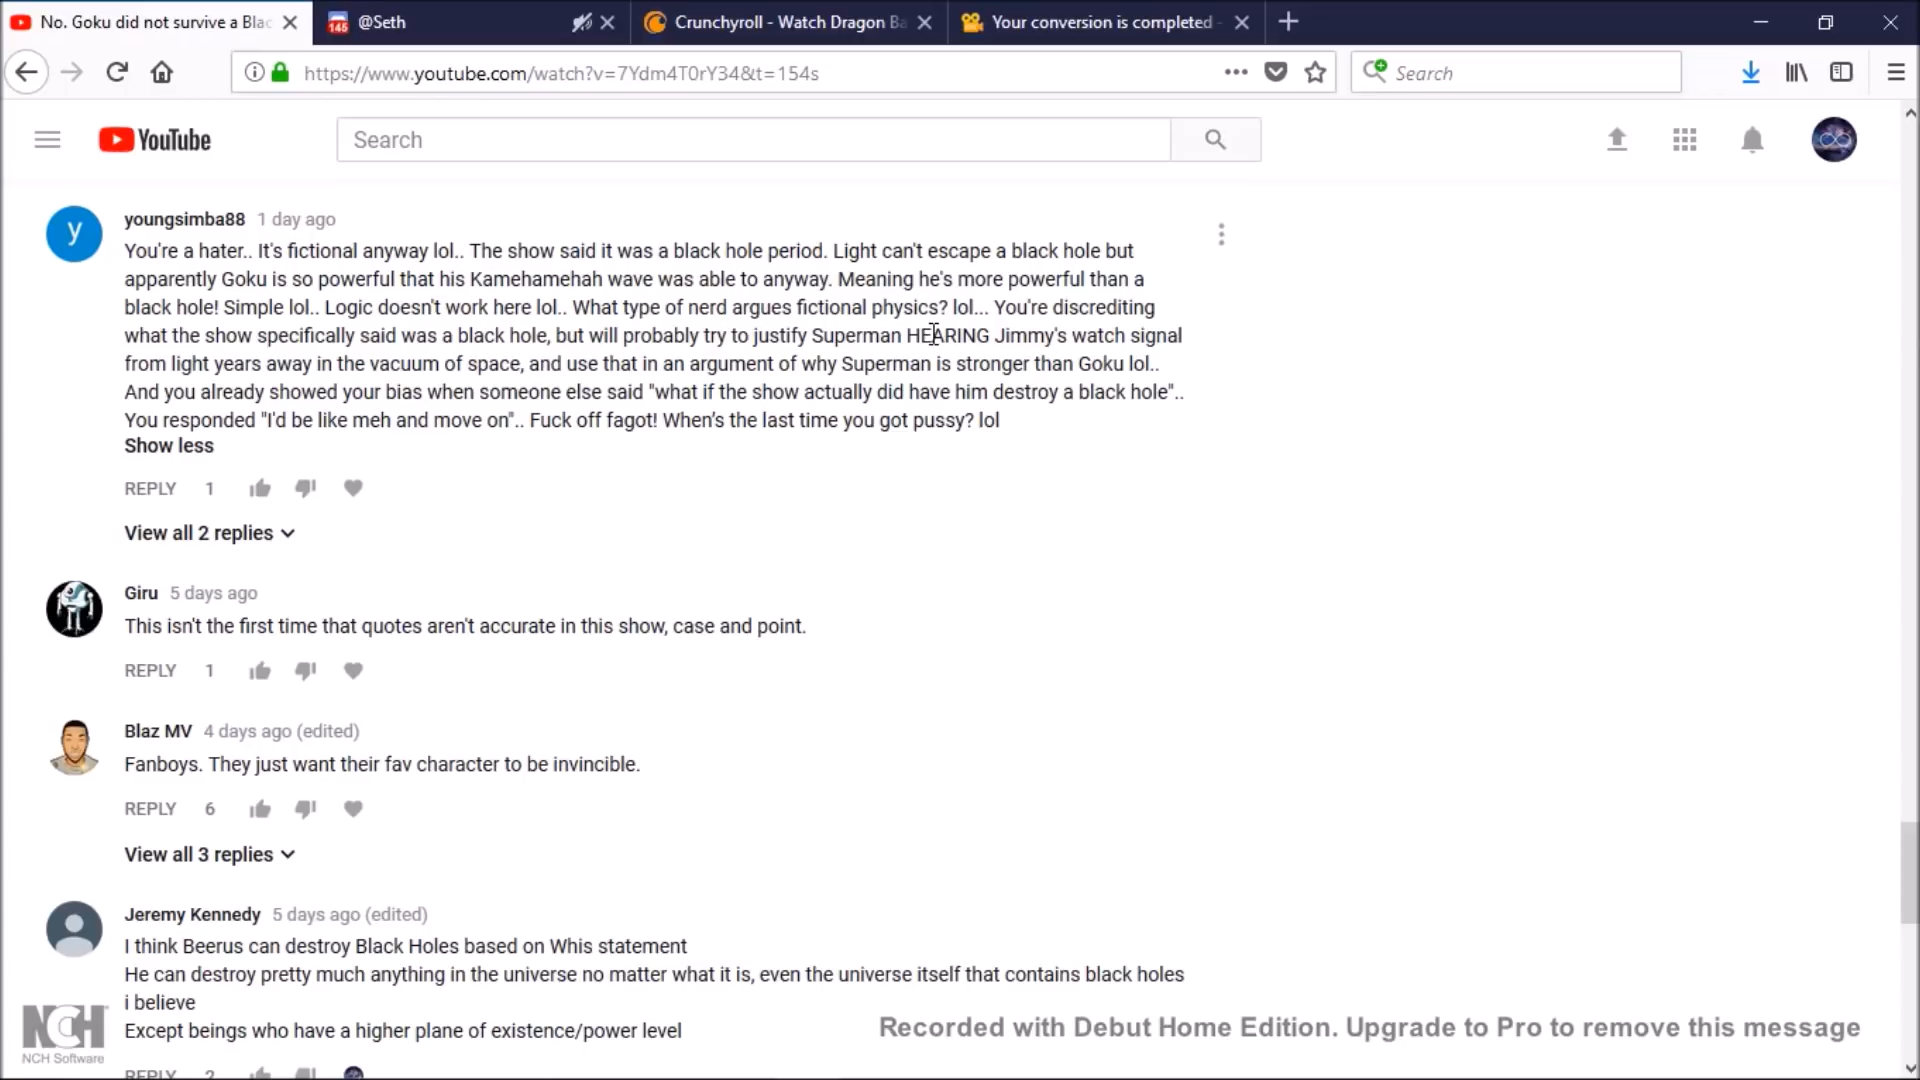 No. Goku did not survive a Blac
145 @Seth
Crunchyroll - Watch Dragon Ba
Your conversion is completed -
https://www.youtube.com/watch?v=7Ydm4T0rY34&t=154s
Search
YouTube
Search
y
youngsimba88 1 day ago
You're a hater.. It's fictional anyway lol.. The show said it was a black hole period. Light can't escape a black hole but
apparently Goku is so powerful that his Kamehamehah wave was able to anyway. Meaning he's more powerful than a
black hole! Simple lol.. Logic doesn't work here lol.. What type of nerd argues fictional physics? lol... You're discrediting
what the show specifically said was a black hole, but will probably try to justify Superman HEARING Jimmy's watch signal
from light years away in the vacuum of space, and use that in an argument of why Superman is stronger than Goku lol..
And you already showed your bias when someone else said "what if the show actually did have him destroy a black hole"..
You responded "I'd be like meh and move on".. Fuck off fagot! When's the last time you got pussy? lol
Show less
REPLY 1
View all 2 replies
Giru 5 days ago
This isn't the first time that quotes aren't accurate in this show, case and point.
REPLY 1
Blaz MV 4 days ago (edited)
Fanboys. They just want their fav character to be invincible.
REPLY 6
View all 3 replies
Jeremy Kennedy 5 days ago (edited)
I think Beerus can destroy Black Holes based on Whis statement
He can destroy pretty much anything in the universe no matter what it is, even the universe itself that contains black holes
i believe
Except beings who have a higher plane of existence/power level
REPLY 2
NCH
NCH Software
Recorded with Debut Home Edition. Upgrade to Pro to remove this message